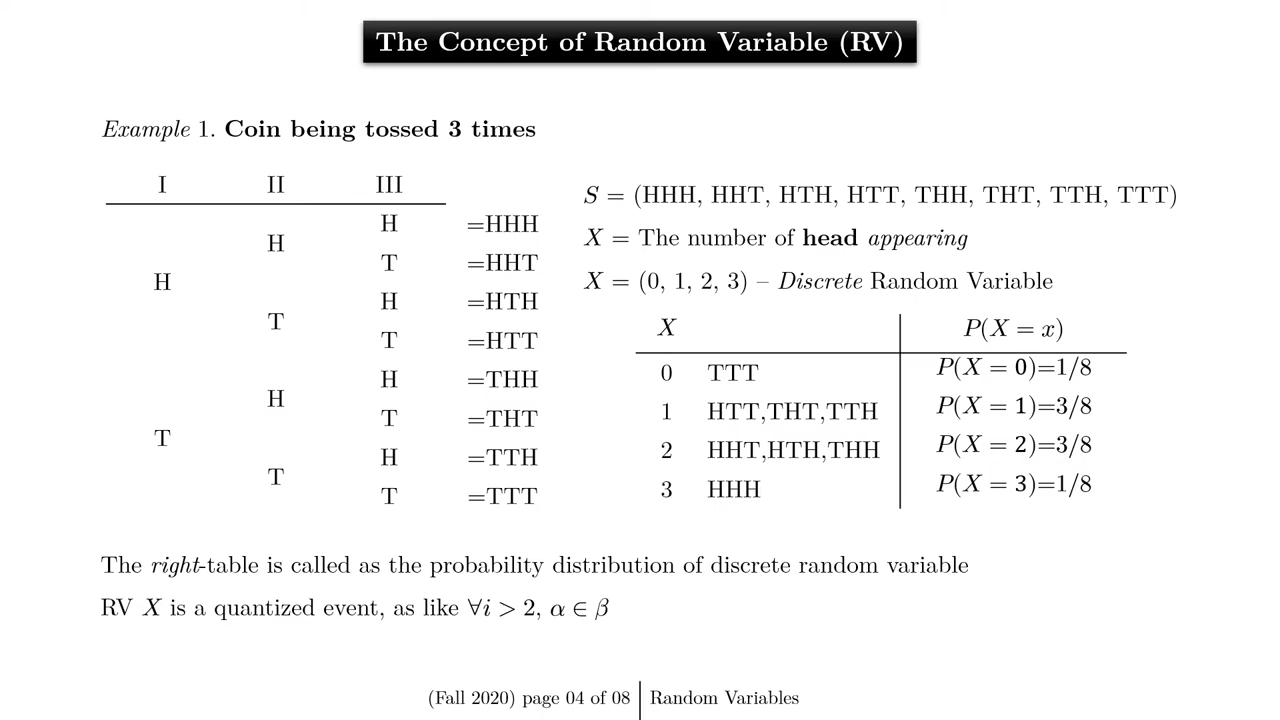 The Concept of Random Variable (RV)
Example 1. Coin being tossed 3 times
I II III
H
=HHH
H
T
=HHT
H
H
=HTH
T
T
=HTT
H
=THH
H
T
=THT
T
H
=TTH
T
T
=TTT
S = (HHH, HHT, HTH, HTT, THH, THT, TTH, TTT)
X = The number of head appearing
X = (0, 1, 2, 3) – Discrete Random Variable
X P(X = x)
0 TTT P(X = 0)=1/8
1 HTT,THT,TTH P(X = 1)=3/8
2 HHT,HTH,THH P(X = 2)=3/8
3 HHH P(X = 3)=1/8
The right-table is called as the probability distribution of discrete random variable
RV X is a quantized event, as like ∀i > 2, α ∈ β
(Fall 2020) page 04 of 08 Random Variables